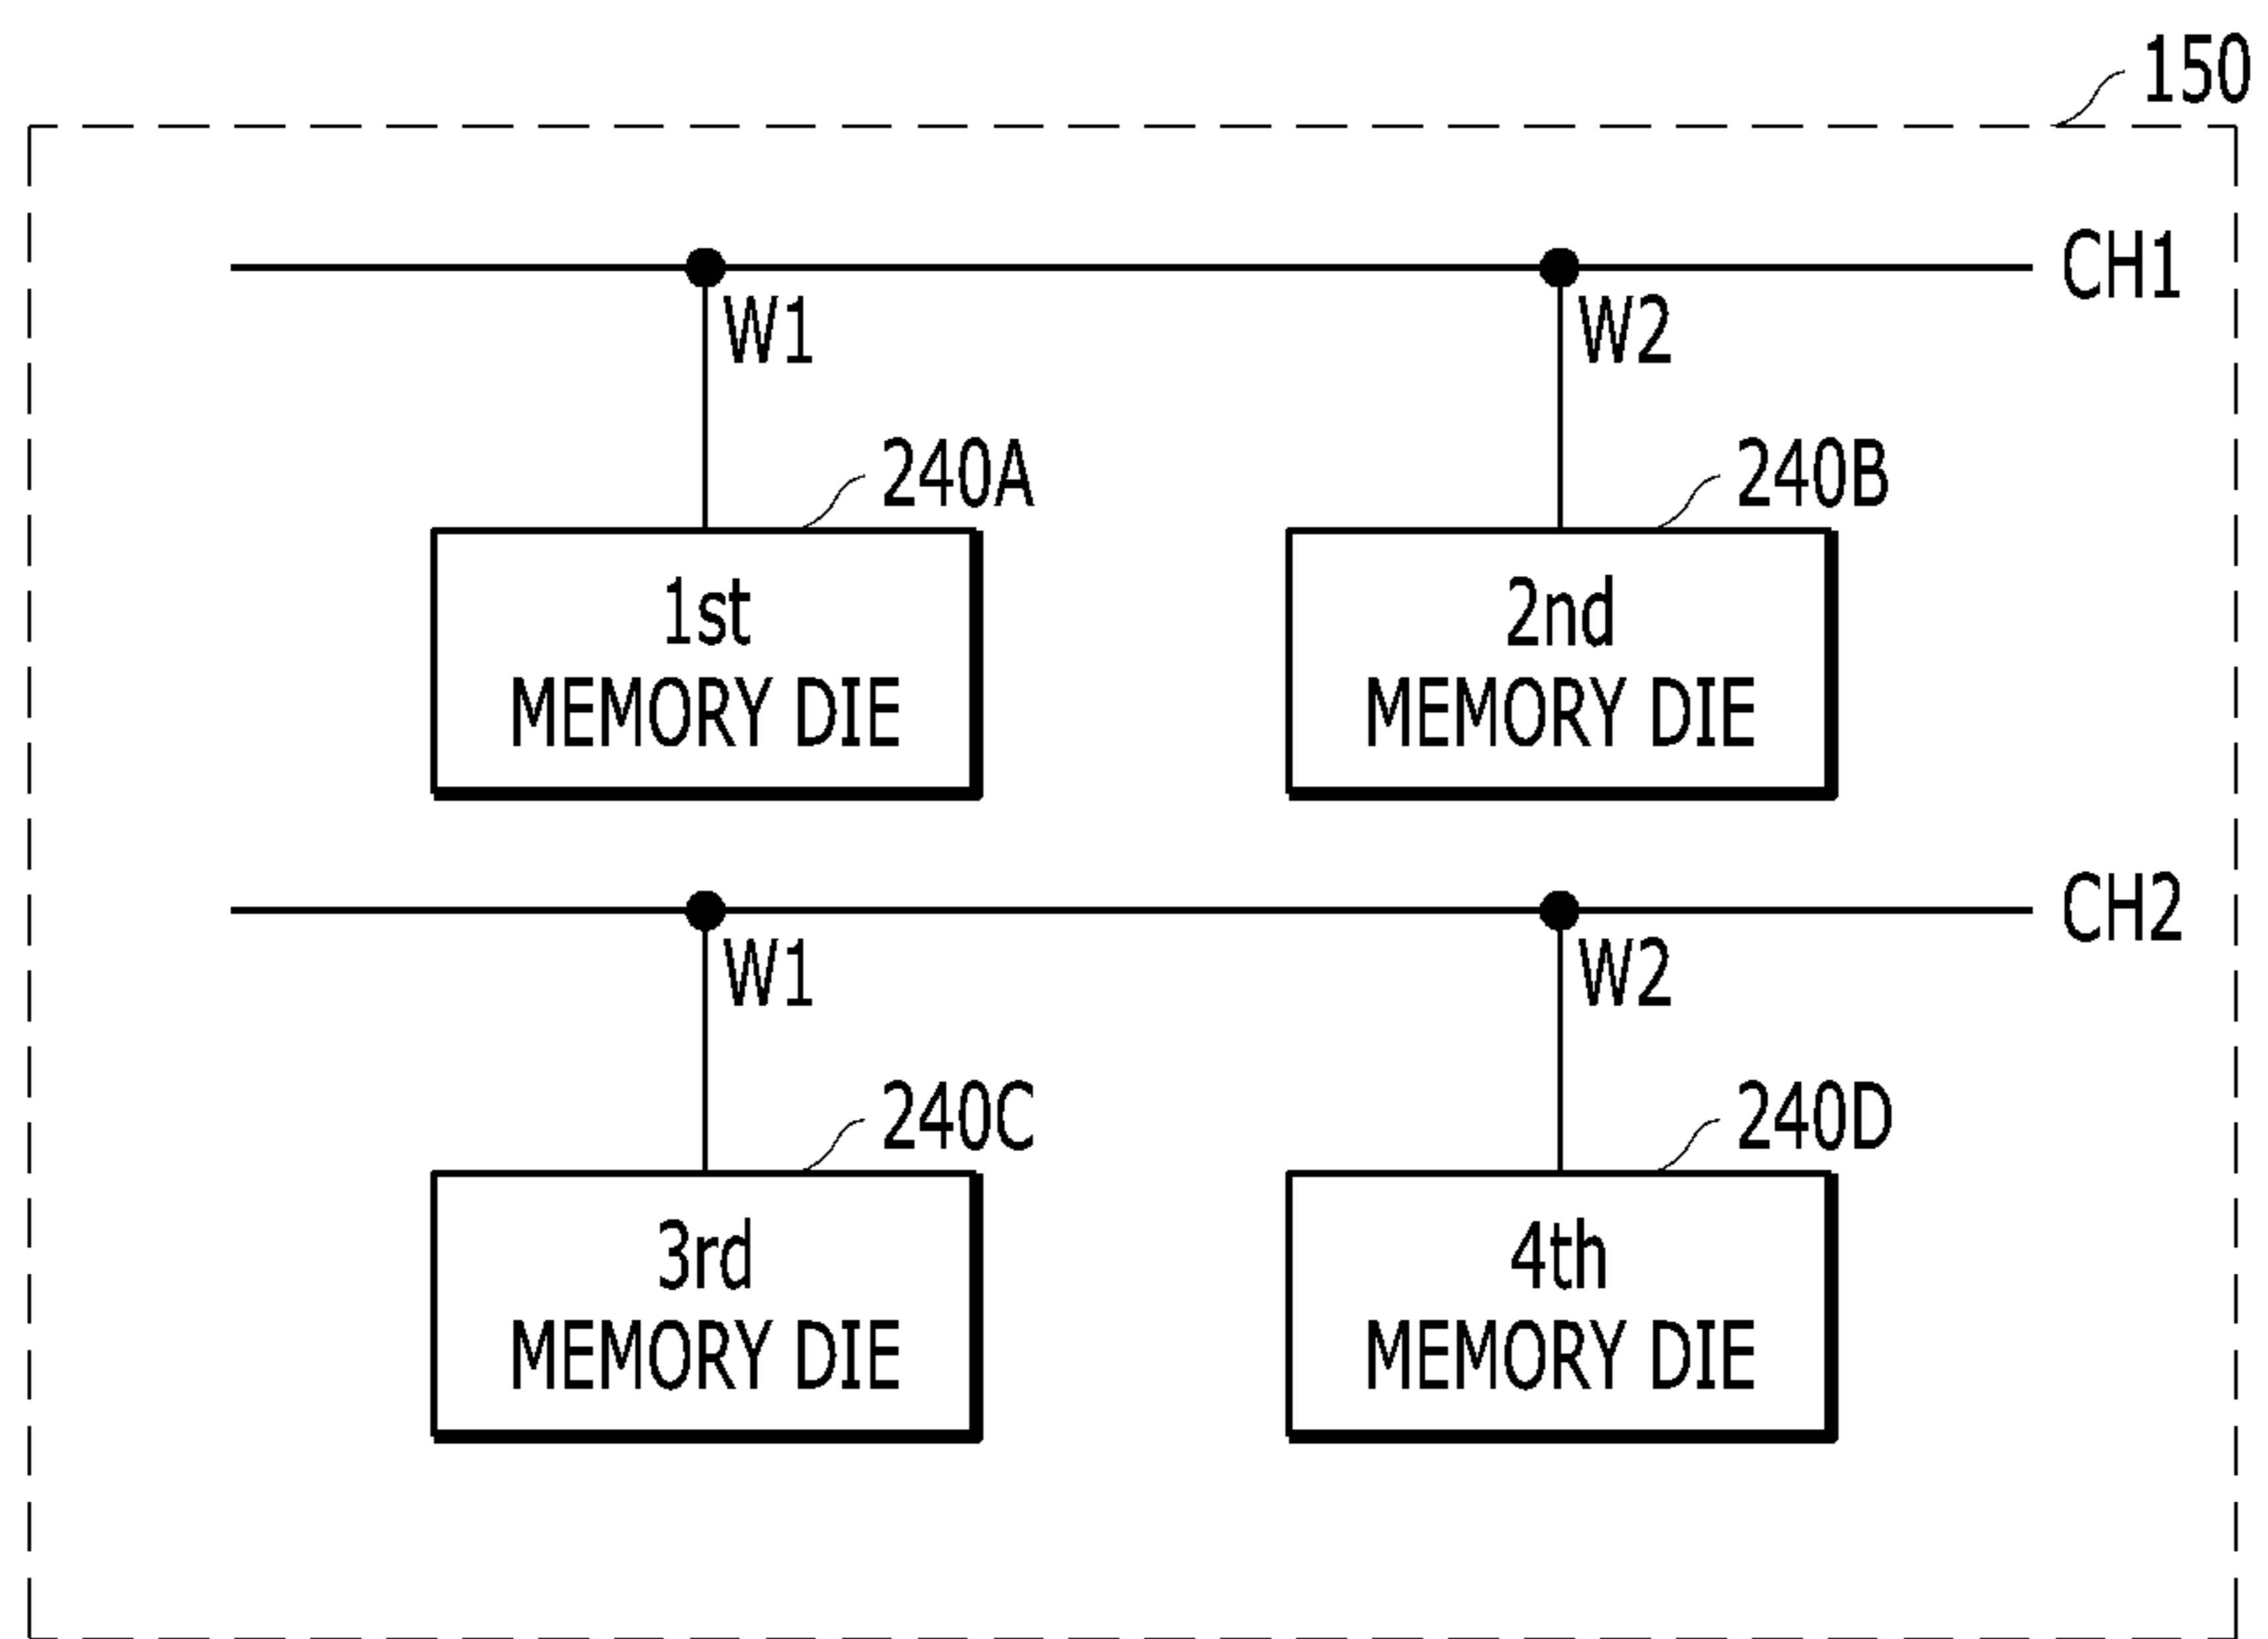 150
CH1
W1
W2
240A
240B
1st
MEMORY DIE
2nd
MEMORY DIE
CH2
W1
W2
240C
240D
3rd
MEMORY DIE
4th
MEMORY DIE